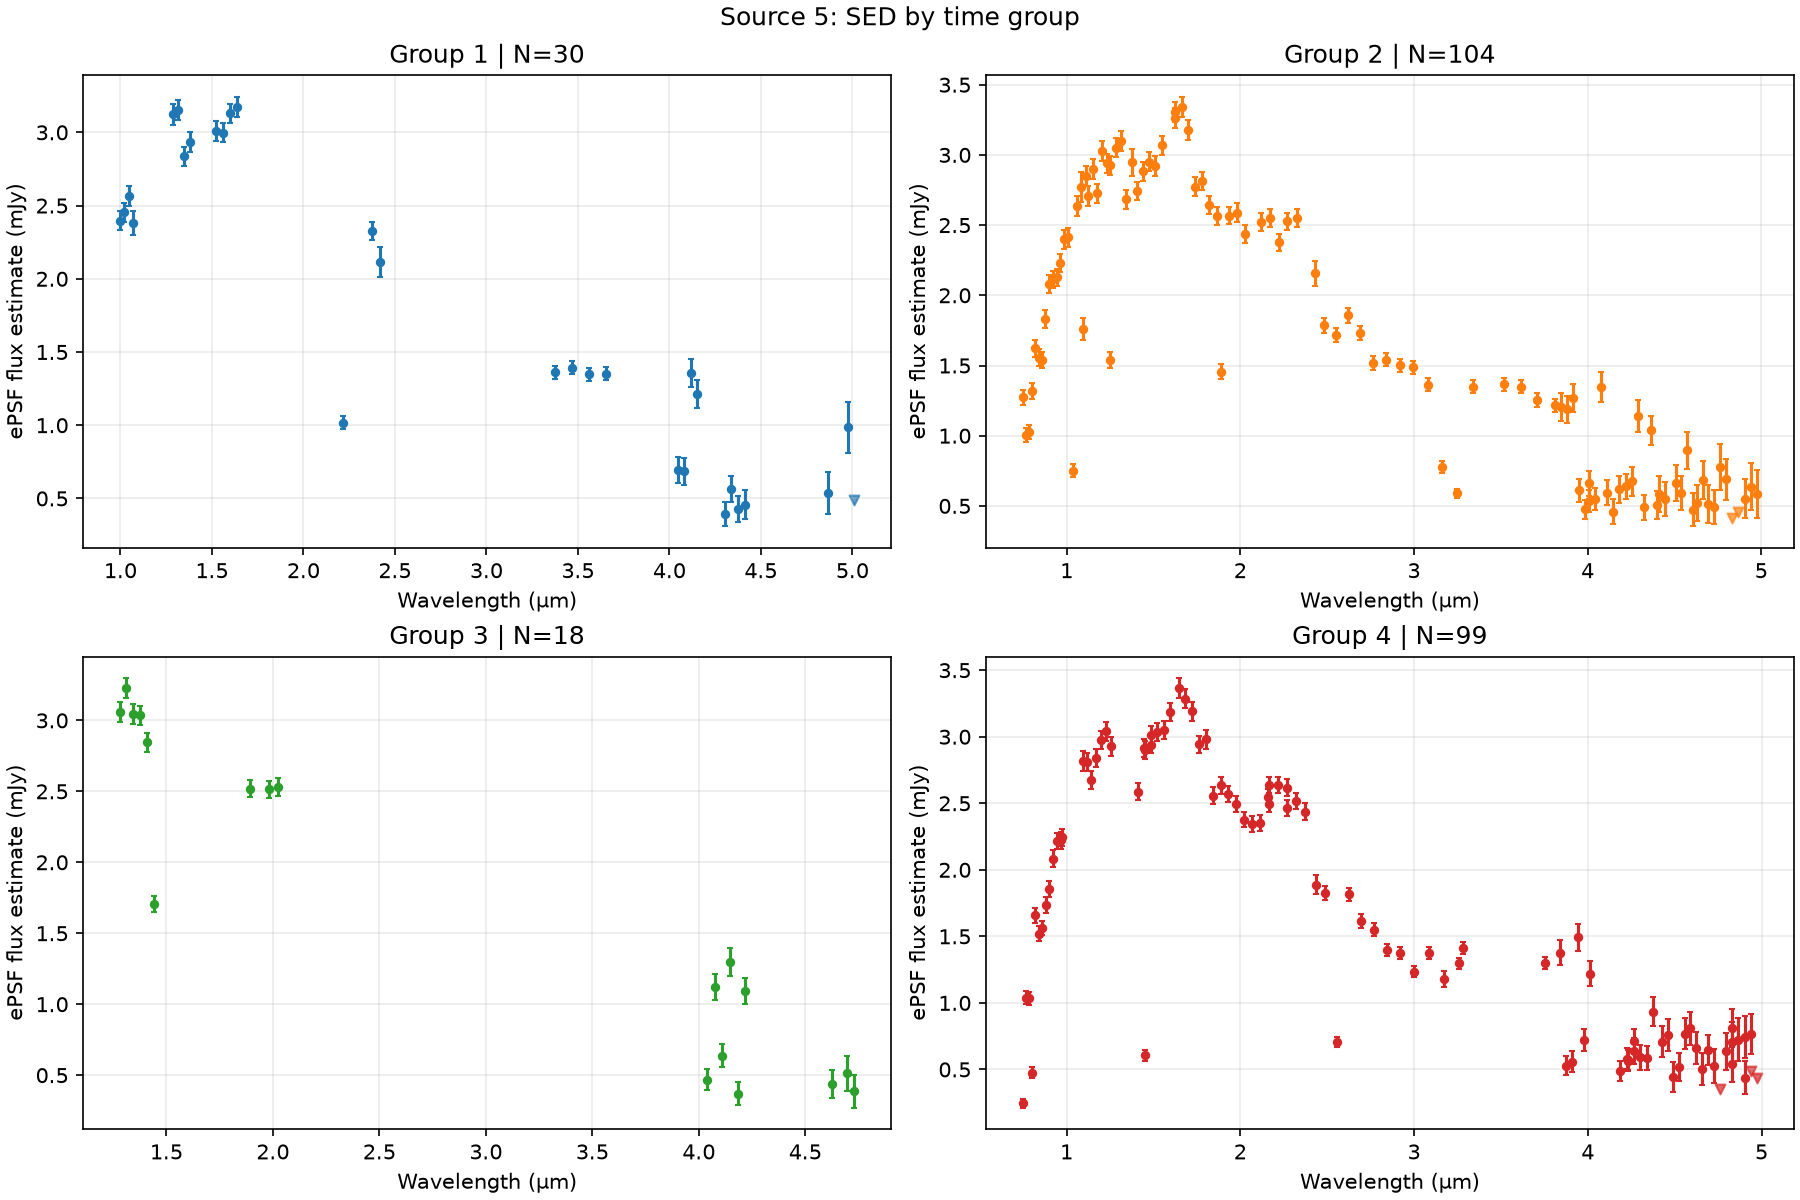 Source 5: SED by time group
Group 1 | N=30
ePSF flux estimate (mJy)
3.0
2.5
2.0
1.5
1.0
0.5
1.0 1.5 2.0 2.5 3.0 3.5 4.0 4.5 5.0
Wavelength (μm)
Group 2 | N=104
ePSF flux estimate (mJy)
3.5
3.0
2.5
2.0
1.5
1.0
0.5
1 2 3 4 5
Wavelength (μm)
Group 3 | N=18
ePSF flux estimate (mJy)
3.0
2.5
2.0
1.5
1.0
0.5
1.5 2.0 2.5 3.0 3.5 4.0 4.5
Wavelength (μm)
Group 4 | N=99
ePSF flux estimate (mJy)
3.5
3.0
2.5
2.0
1.5
1.0
0.5
1 2 3 4 5
Wavelength (μm)